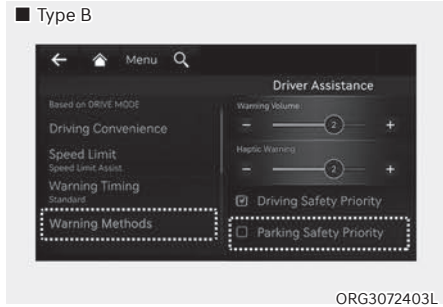 ■ Type B
Menu
Driver Assistance
Based on DRIVE MODE
Driving Convenience
Speed Limit
Speed Limit Assist
Warning Timing
Standard
Warning Methods
Warning Volume
- 2 +
Haptic Warning
- 2 +
Driving Safety Priority
Parking Safety Priority
ORG3072403L